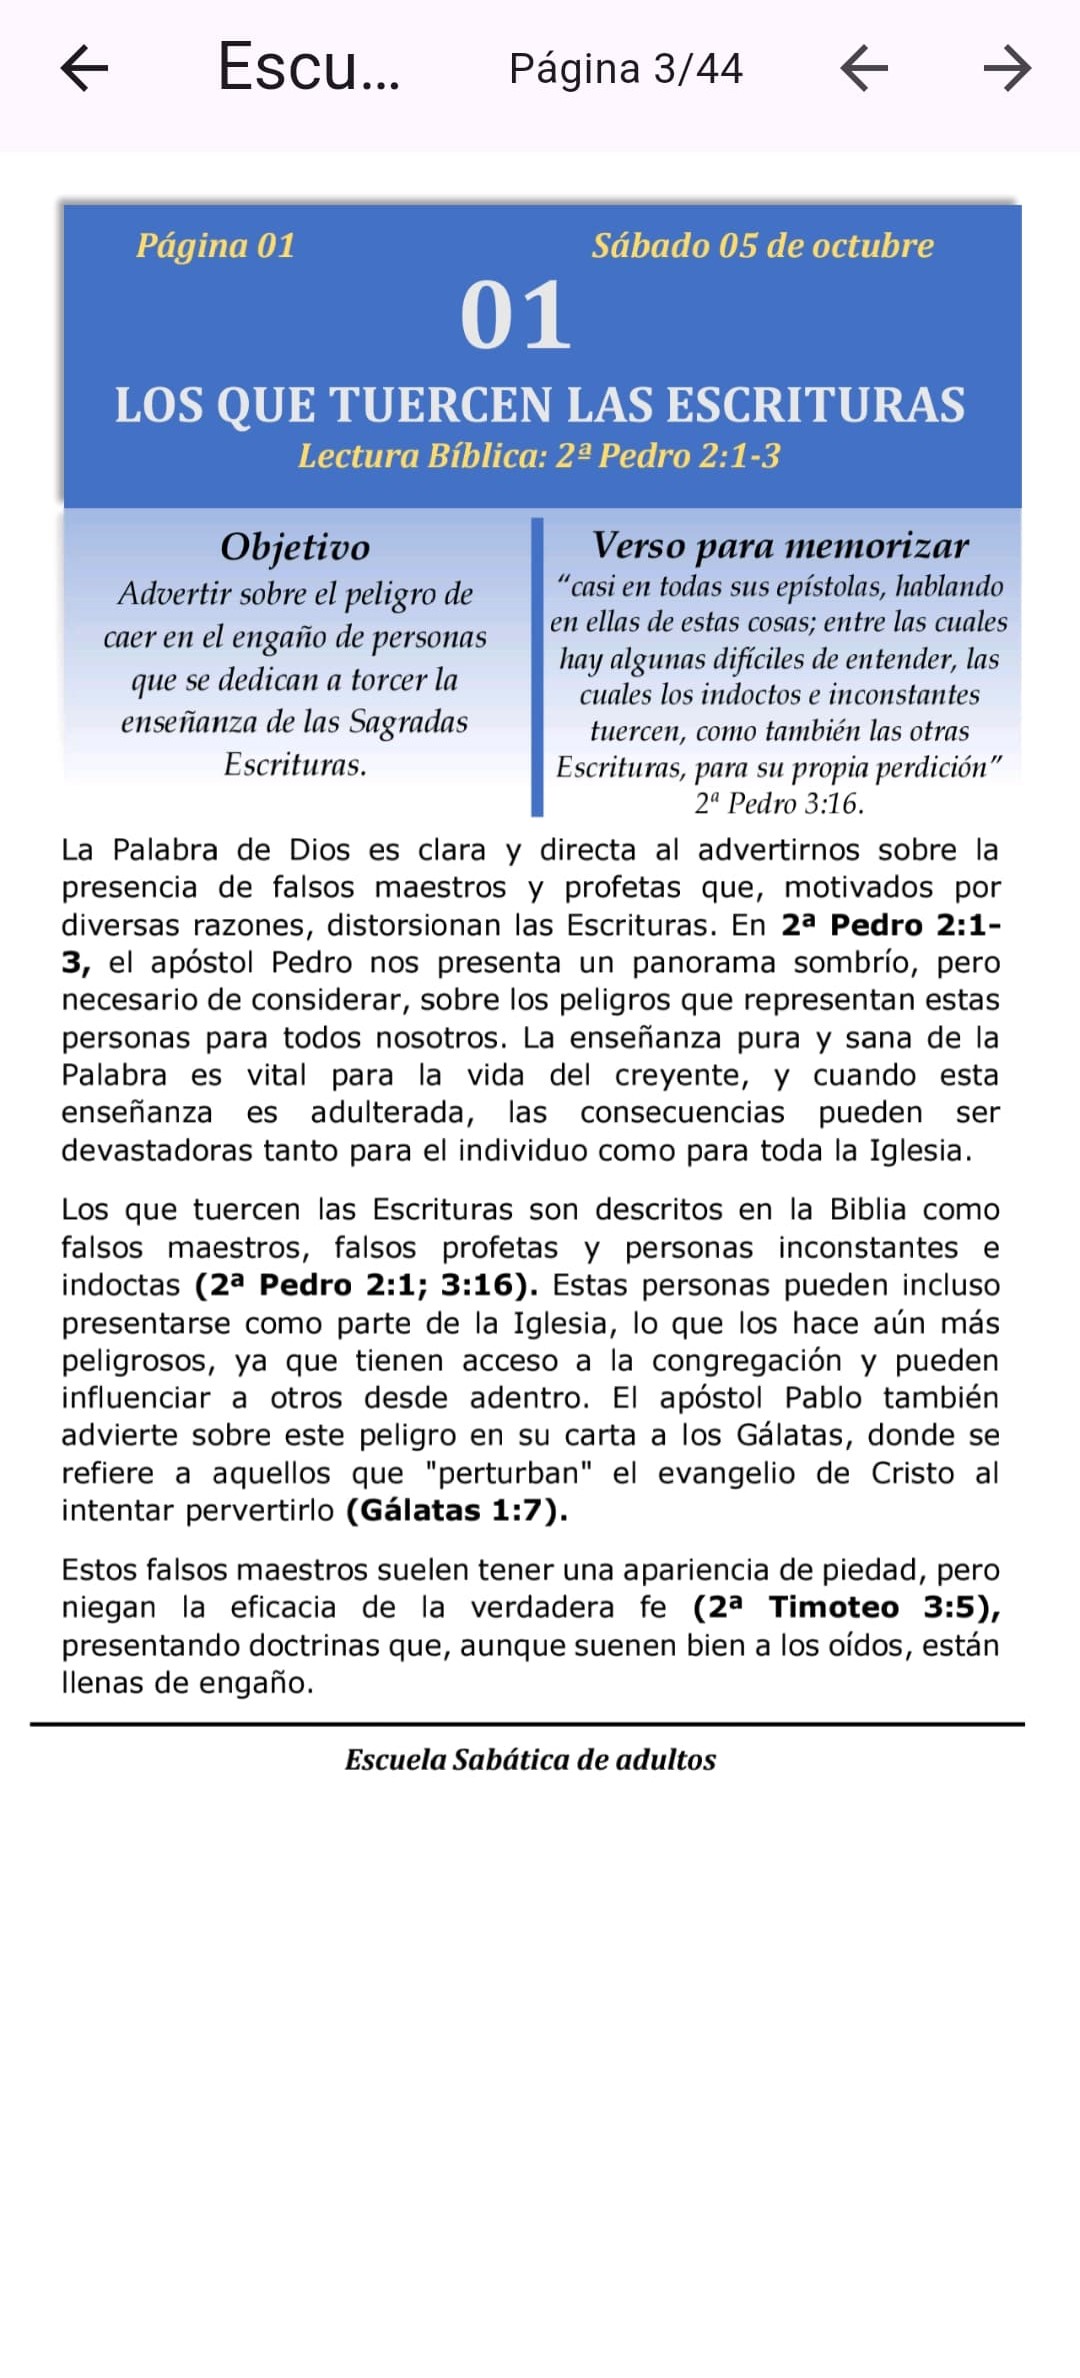 Escu...
Página 3/44
Página 01
Sábado 05 de octubre
01
LOS QUE TUERCEN LAS ESCRITURAS
Lectura Bíblica: 2ª Pedro 2:1-3
Objetivo
Advertir sobre el peligro de
caer en el engaño de personas
que se dedican a torcer la
enseñanza de las Sagradas
Escrituras.
Verso para memorizar
“casi en todas sus epístolas, hablando
en ellas de estas cosas; entre las cuales
hay algunas difíciles de entender, las
cuales los indoctos e inconstantes
tuercen, como también las otras
Escrituras, para su propia perdición”
2ª Pedro 3:16.
La Palabra de Dios es clara y directa al advertirnos sobre la
presencia de falsos maestros y profetas que, motivados por
diversas razones, distorsionan las Escrituras. En 2ª Pedro 2:1-
3, el apóstol Pedro nos presenta un panorama sombrío, pero
necesario de considerar, sobre los peligros que representan estas
personas para todos nosotros. La enseñanza pura y sana de la
Palabra es vital para la vida del creyente, y cuando esta
enseñanza es adulterada, las consecuencias pueden ser
devastadoras tanto para el individuo como para toda la Iglesia.
Los que tuercen las Escrituras son descritos en la Biblia como
falsos maestros, falsos profetas y personas inconstantes e
indoctas (2ª Pedro 2:1; 3:16). Estas personas pueden incluso
presentarse como parte de la Iglesia, lo que los hace aún más
peligrosos, ya que tienen acceso a la congregación y pueden
influenciar a otros desde adentro. El apóstol Pablo también
advierte sobre este peligro en su carta a los Gálatas, donde se
refiere a aquellos que "perturban" el evangelio de Cristo al
intentar pervertirlo (Gálatas 1:7).
Estos falsos maestros suelen tener una apariencia de piedad, pero
niegan la eficacia de la verdadera fe (2ª Timoteo 3:5),
presentando doctrinas que, aunque suenen bien a los oídos, están
llenas de engaño.
Escuela Sabática de adultos